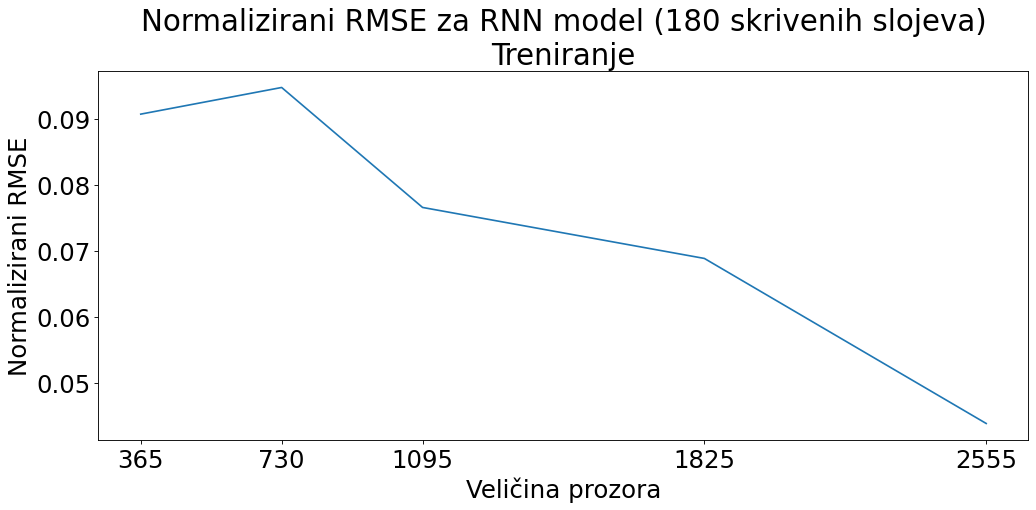 Normalizirani RMSE za RNN model (180 skrivenih slojeva)
Treniranje
Normalizirani RMSE
0.09
0.08
0.07
0.06
0.05
365 730 1095 1825 2555
Veličina prozora